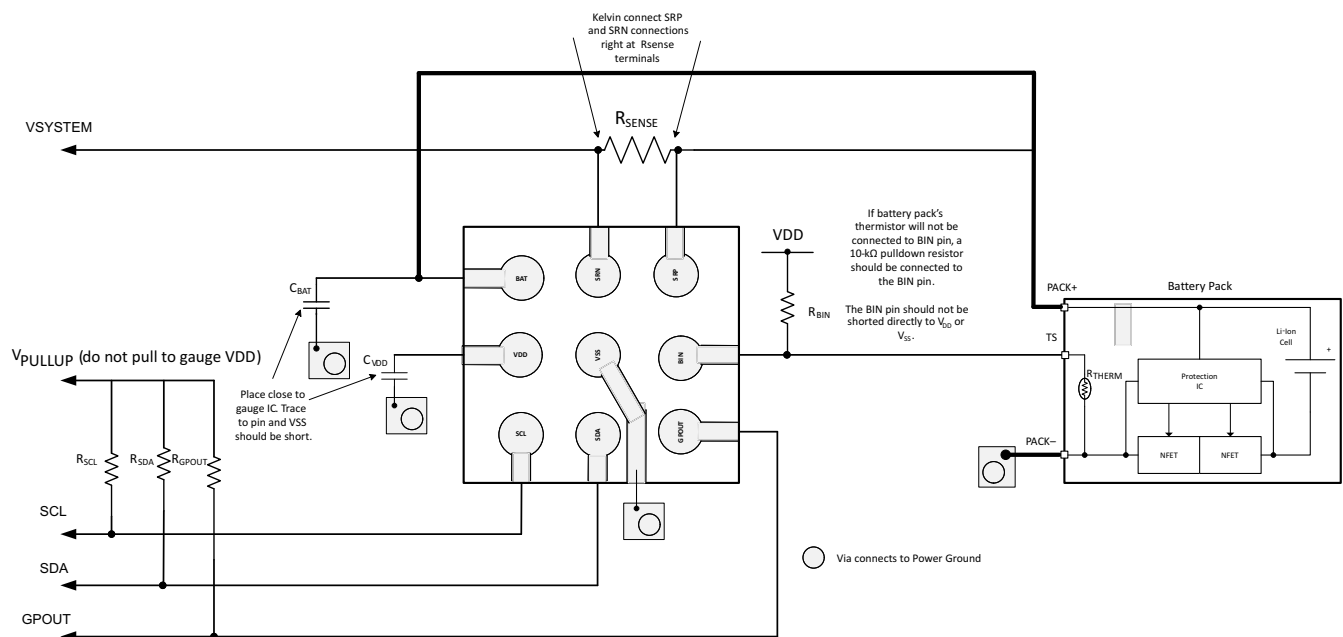 Kelvin connect SRP
and SRN connections
right at Rsense
terminals
VSYSTEM
RSENSE
If battery pack's
thermistor will not be
connected to BIN pin, a
10-kΩ pulldown resistor
should be connected to
the BIN pin.
The BIN pin should not be
shorted directly to VDD or
VSS.
VDD
RBIN
BAT
SRN
SRP
CBAT
PACK+
Battery Pack
Li-Ion
Cell
+
TS
VPULLUP (do not pull to gauge VDD)
CVDD
VDD
VSS
BIN
RTHERM
Protection
IC
Place close to
gauge IC. Trace
to pin and VSS
should be short.
SCL
SDA
GPOUT
PACK–
NFET
NFET
RSCL
RSDA
RGPOUT
SCL
Via connects to Power Ground
SDA
GPOUT